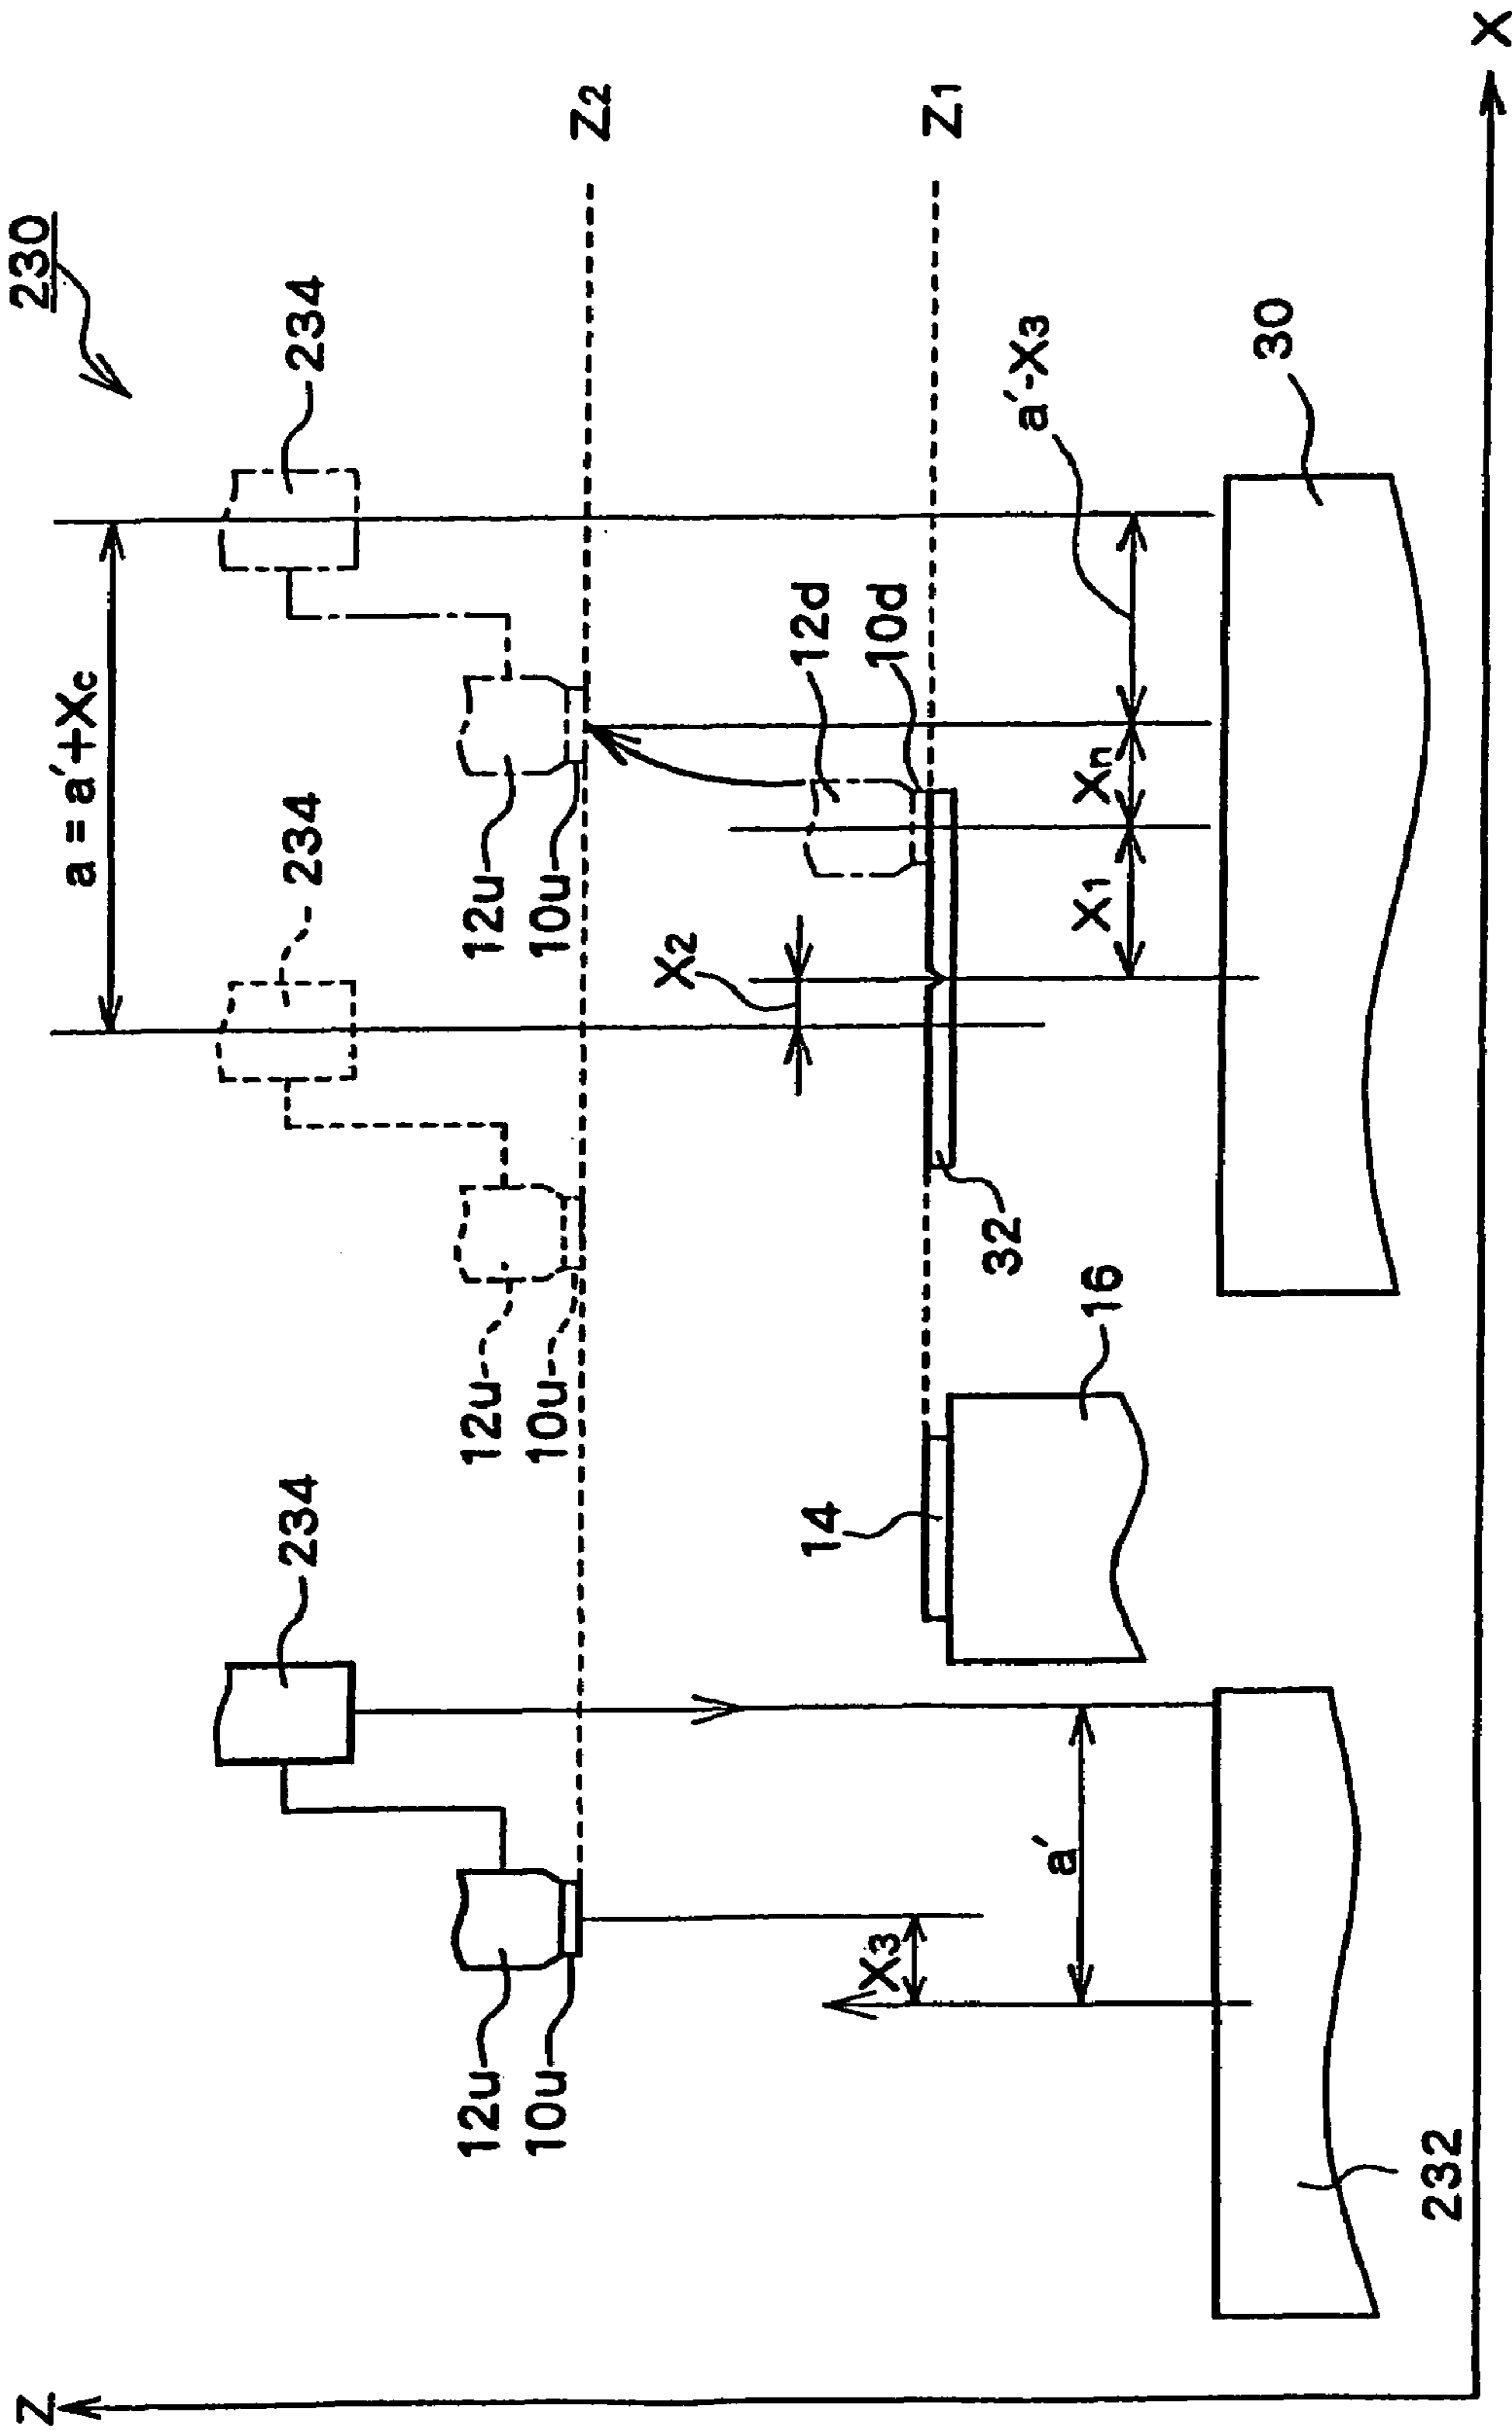 230
a = a′+Xc
234
234
234
Z2
12u
10u
12u
10u
12u
10u
12d
10d
Z1
X2
14
32
a′-X3
Xn
X1
X3
a′
16
30
232
Z
X